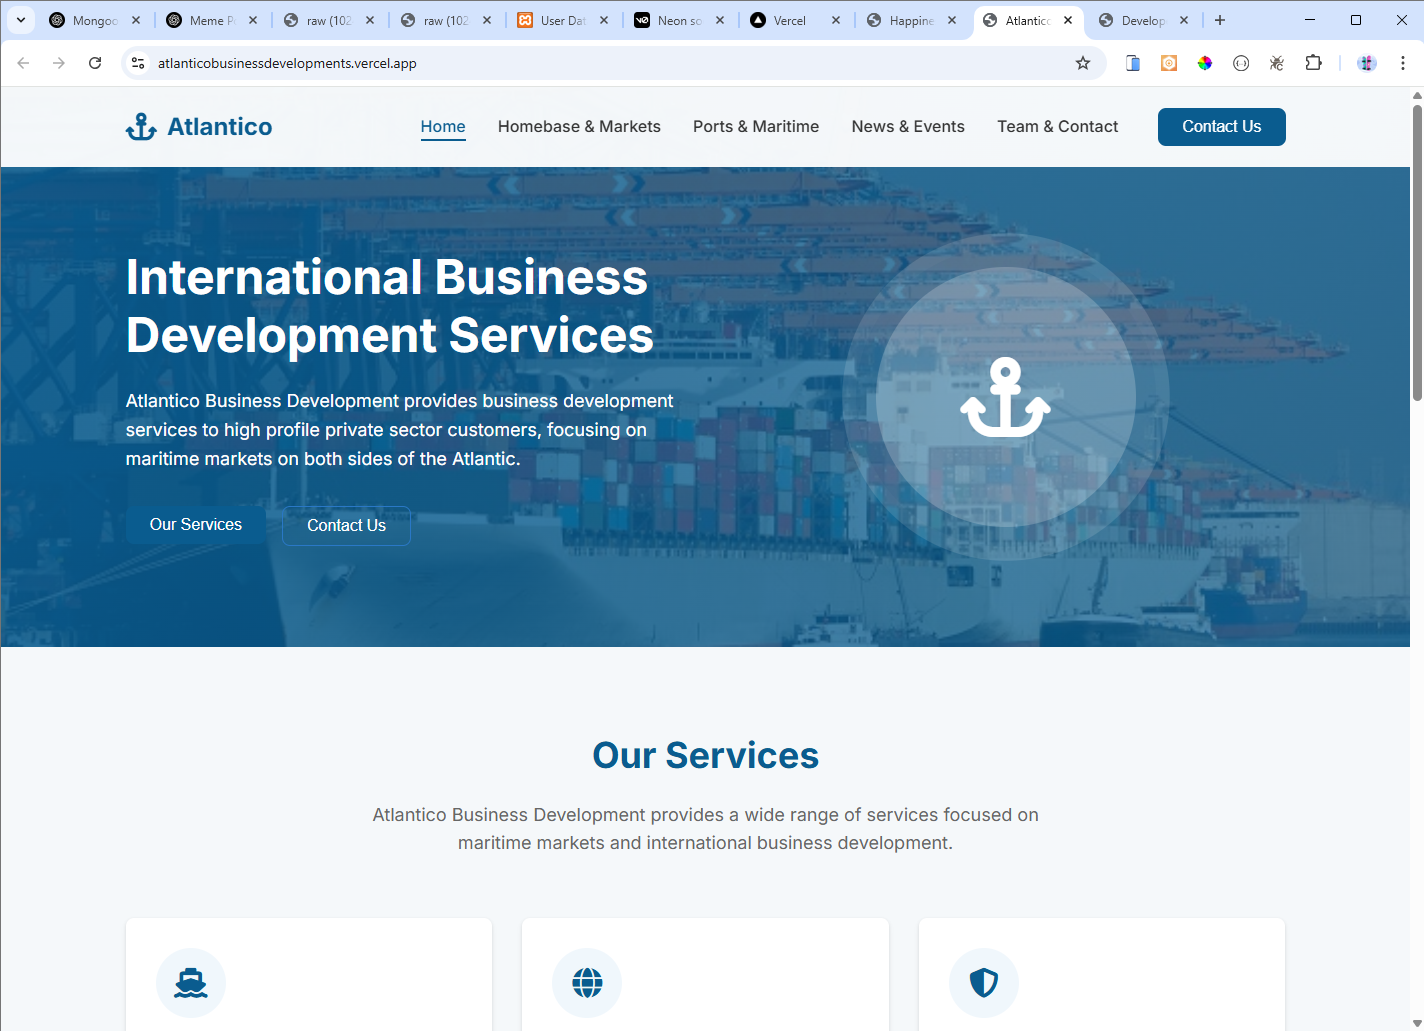 Mongoo
Meme P
raw (102
raw (102
User Dat
Neon so
Vercel
Happine
Atlantic
Develop
atlanticobusinessdevelopments.vercel.app
Atlantico
Home
Homebase & Markets
Ports & Maritime
News & Events
Team & Contact
Contact Us
International Business
Development Services
Atlantico Business Development provides business development
services to high profile private sector customers, focusing on
maritime markets on both sides of the Atlantic.
Our Services
Contact Us
Our Services
Atlantico Business Development provides a wide range of services focused on
maritime markets and international business development.